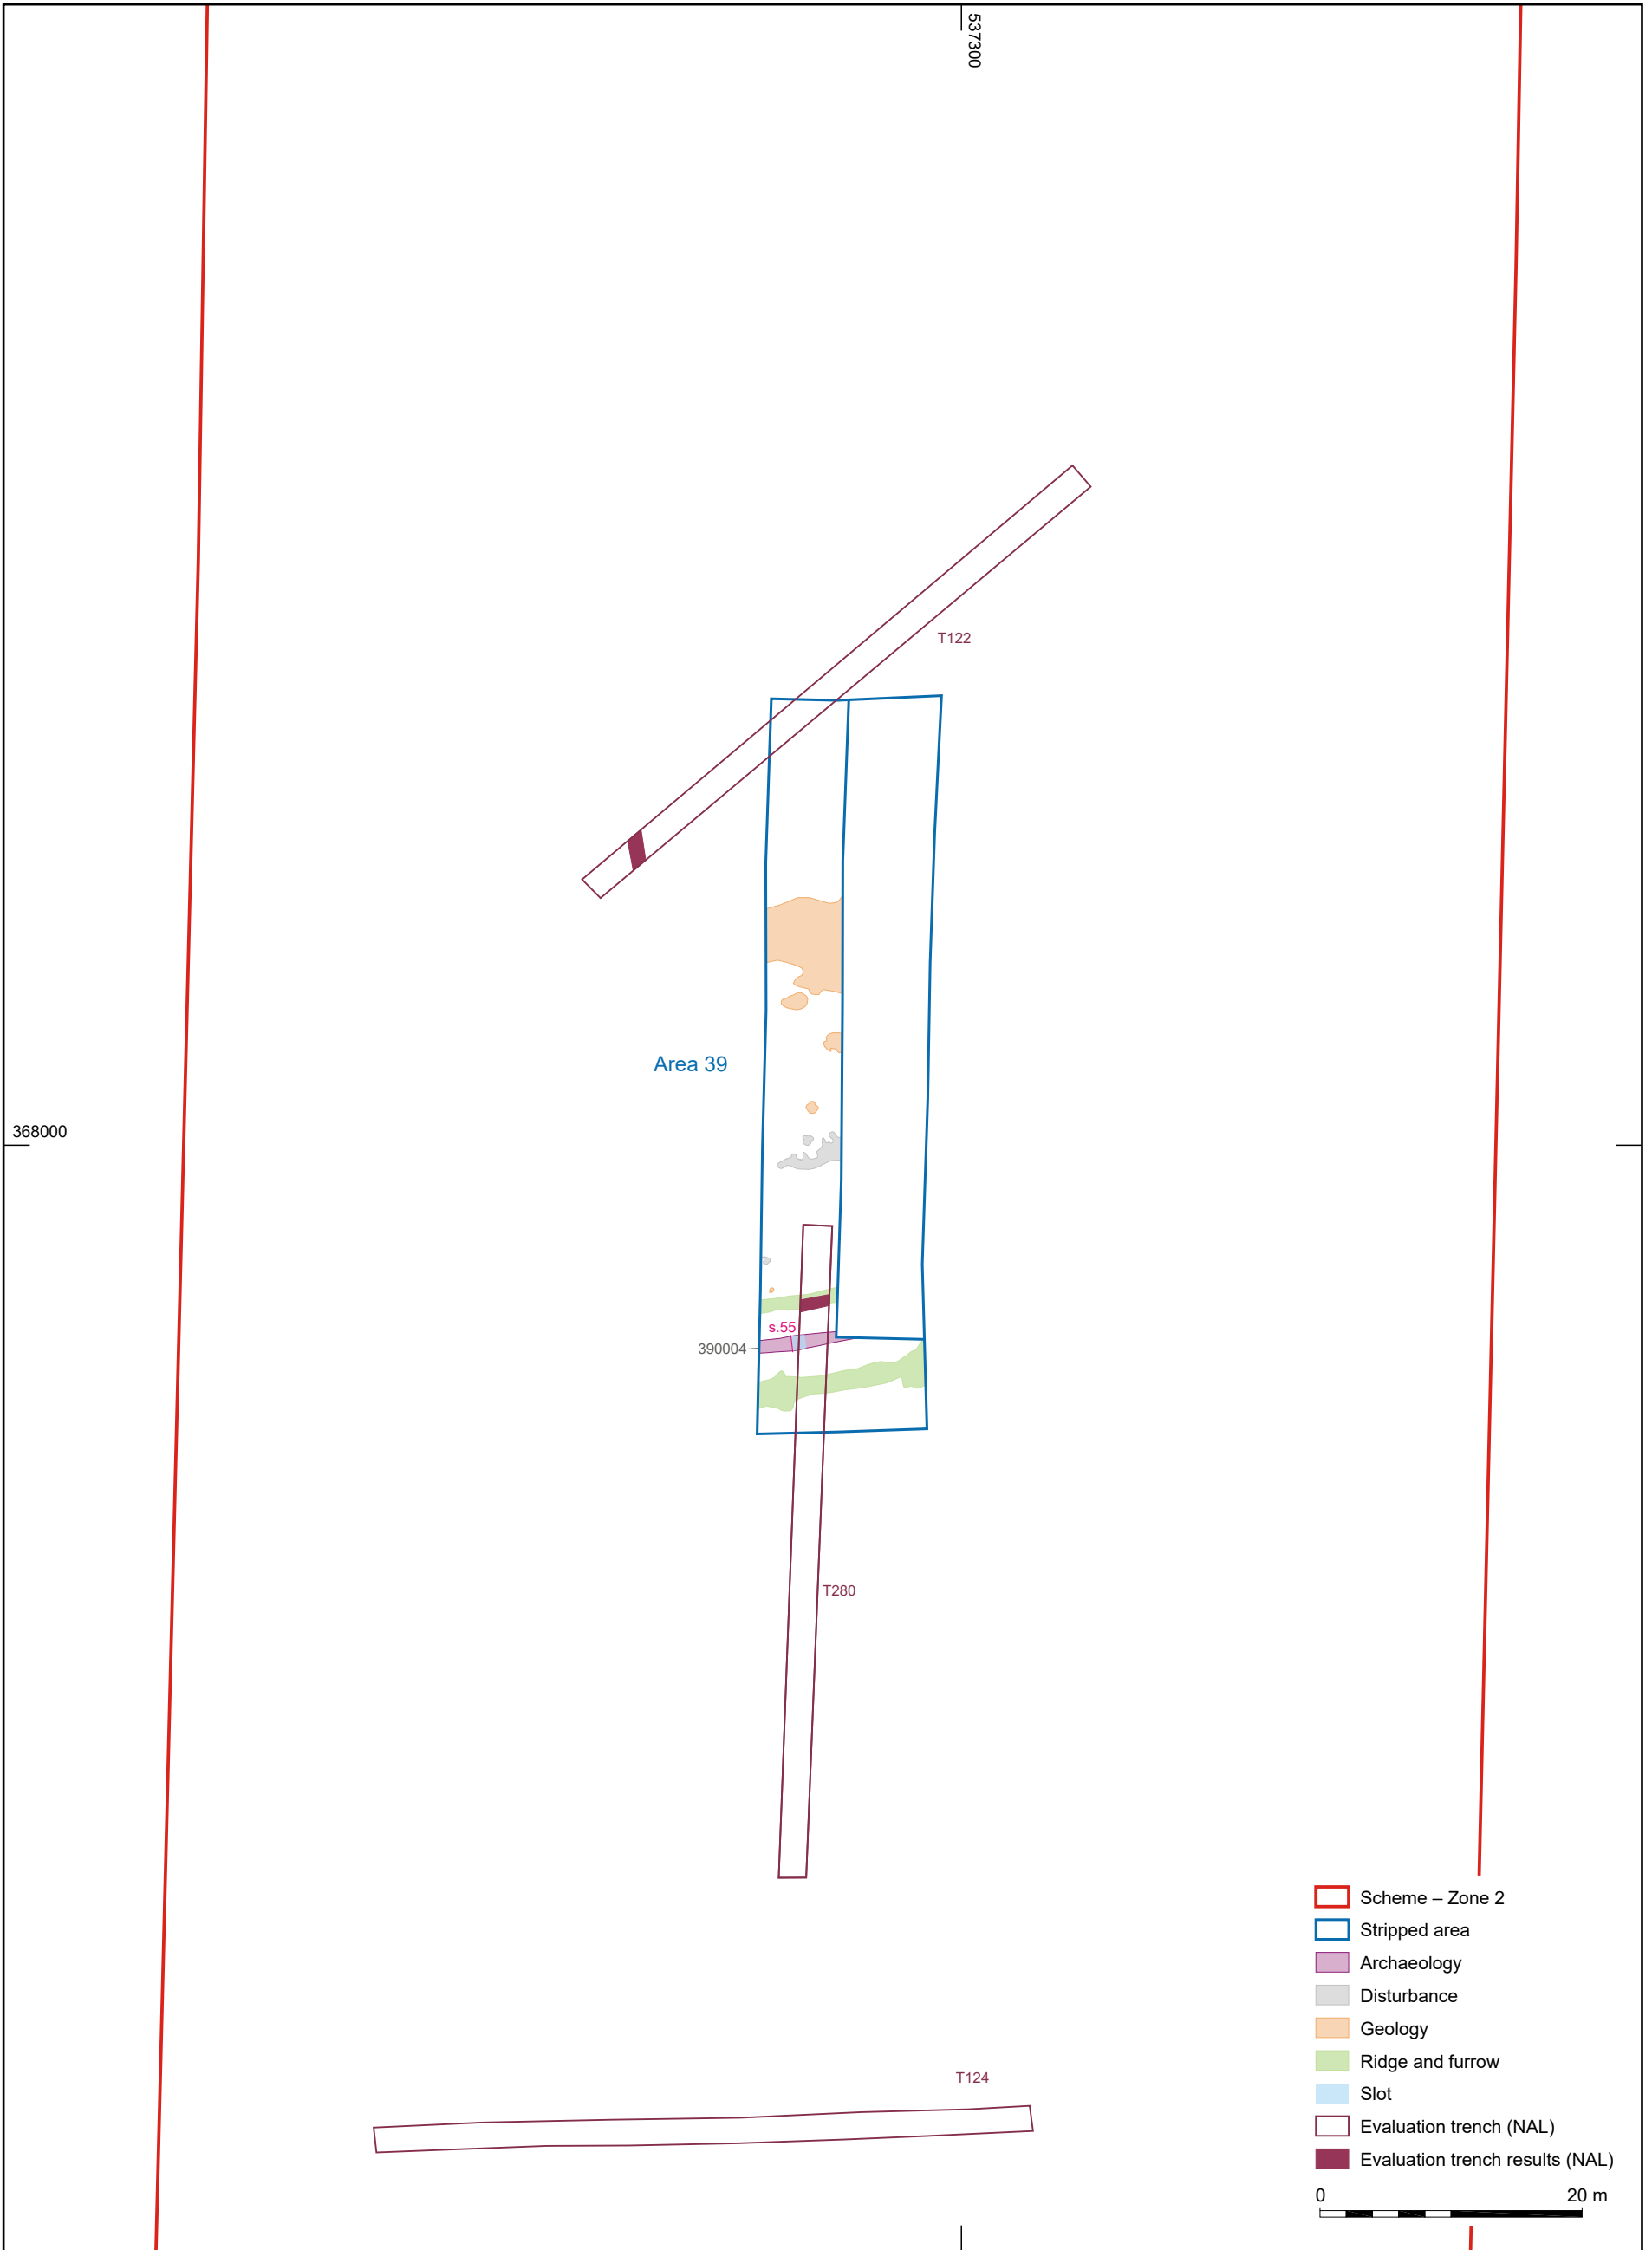 537300
T122
Area 39
368000
s.55
390004
T280
T124
Scheme – Zone 2
Stripped area
Archaeology
Disturbance
Geology
Ridge and furrow
Slot
Evaluation trench (NAL)
Evaluation trench results (NAL)
0 20 m